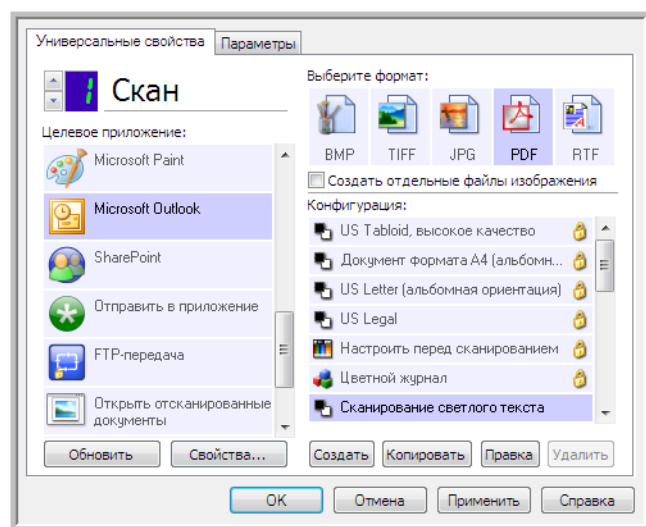 Универсальные свойства
Параметры
1 Скан
Целевое приложение:
Microsoft Paint
Microsoft Outlook
SharePoint
Отправить в приложение
FTP-передача
Открыть отсканированные
документы
Обновить
Свойства...
Выберите формат:
BMP
TIFF
JPG
PDF
RTF
Создать отдельные файлы изображения
Конфигурация:
US Tabloid, высокое качество
Документ формата A4 (альбомн...
US Letter (альбомная ориентация)
US Legal
Настроить перед сканированием
Цветной журнал
Сканирование светлого текста
Создать
Копировать
Правка
Удалить
OK
Отмена
Применить
Справка